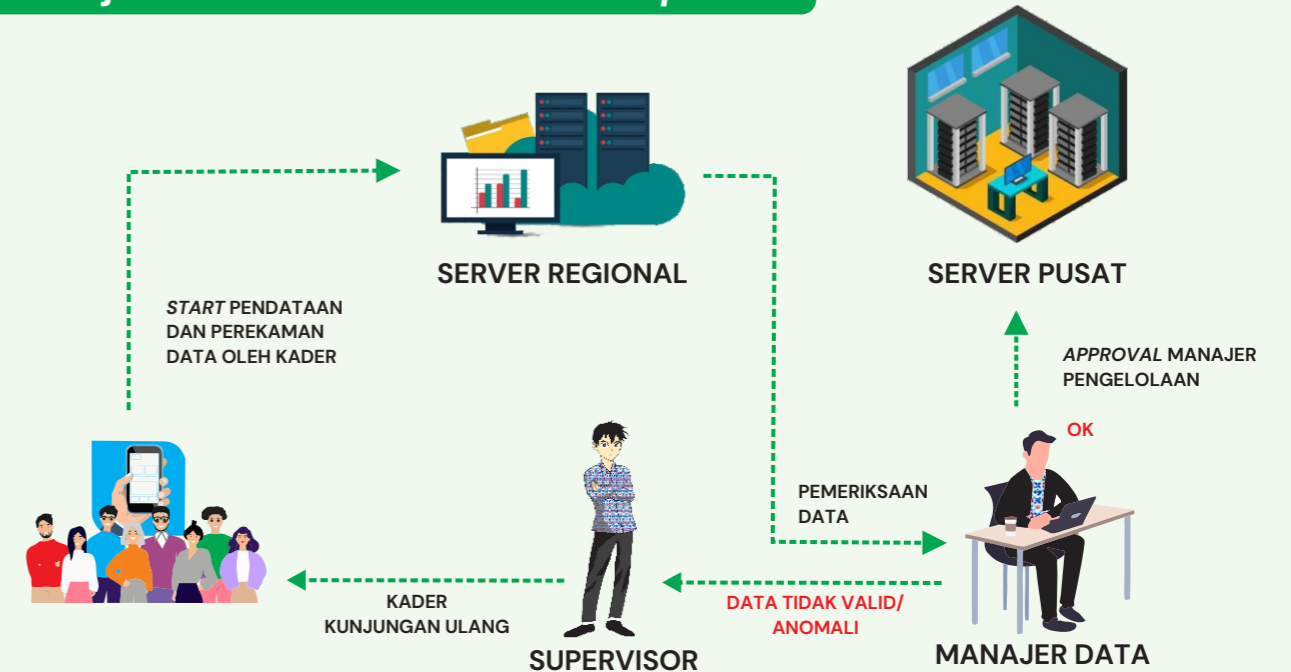 SERVER REGIONAL
SERVER PUSAT
START PENDATAAN
DAN PEREKAMAN
DATA OLEH KADER
APPROVAL MANAJER
PENGELOLAAN
OK
PEMERIKSAAN
DATA
KADER
KUNJUNGAN ULANG
DATA TIDAK VALID/
ANOMALI
SUPERVISOR
MANAJER DATA